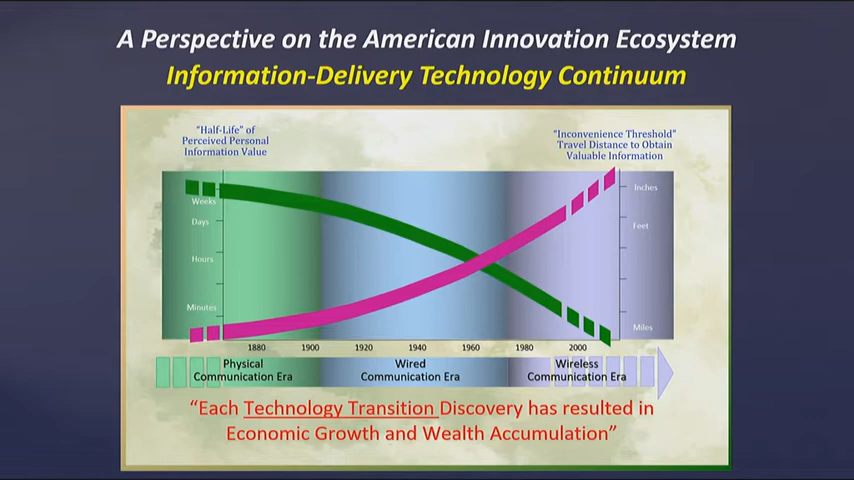 A Perspective on the American Innovation Ecosystem
Information-Delivery Technology Continuum
“Half-Life” of
Perceived Personal
Information Value
“Inconvenience Threshold”
Travel Distance to Obtain
Valuable Information
Weeks
Days
Hours
Minutes
Inches
Feet
Miles
1880 1900 1920 1940 1960 1980 2000
Physical
Communication Era
Wired
Communication Era
Wireless
Communication Era
“Each Technology Transition Discovery has resulted in
Economic Growth and Wealth Accumulation”